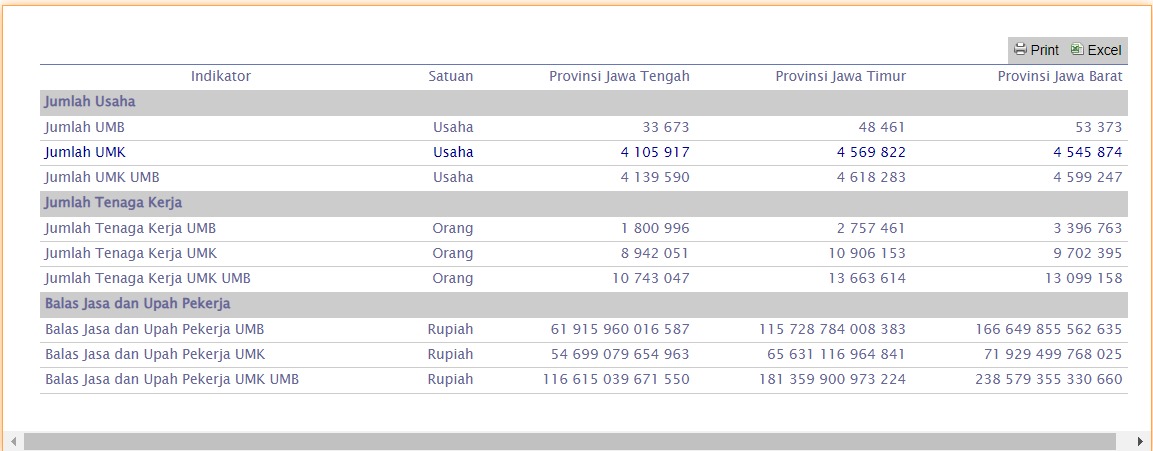 Print Excel
Indikator Satuan Provinsi Jawa Tengah Provinsi Jawa Timur Provinsi Jawa Barat
Jumlah Usaha
Jumlah UMB Usaha 33 673 48 461 53 373
Jumlah UMK Usaha 4 105 917 4 569 822 4 545 874
Jumlah UMK UMB Usaha 4 139 590 4 618 283 4 599 247
Jumlah Tenaga Kerja
Jumlah Tenaga Kerja UMB Orang 1 800 996 2 757 461 3 396 763
Jumlah Tenaga Kerja UMK Orang 8 942 051 10 906 153 9 702 395
Jumlah Tenaga Kerja UMK UMB Orang 10 743 047 13 663 614 13 099 158
Balas Jasa dan Upah Pekerja
Balas Jasa dan Upah Pekerja UMB Rupiah 61 915 960 016 587 115 728 784 008 383 166 649 855 562 635
Balas Jasa dan Upah Pekerja UMK Rupiah 54 699 079 654 963 65 631 116 964 841 71 929 499 768 025
Balas Jasa dan Upah Pekerja UMK UMB Rupiah 116 615 039 671 550 181 359 900 973 224 238 579 355 330 660